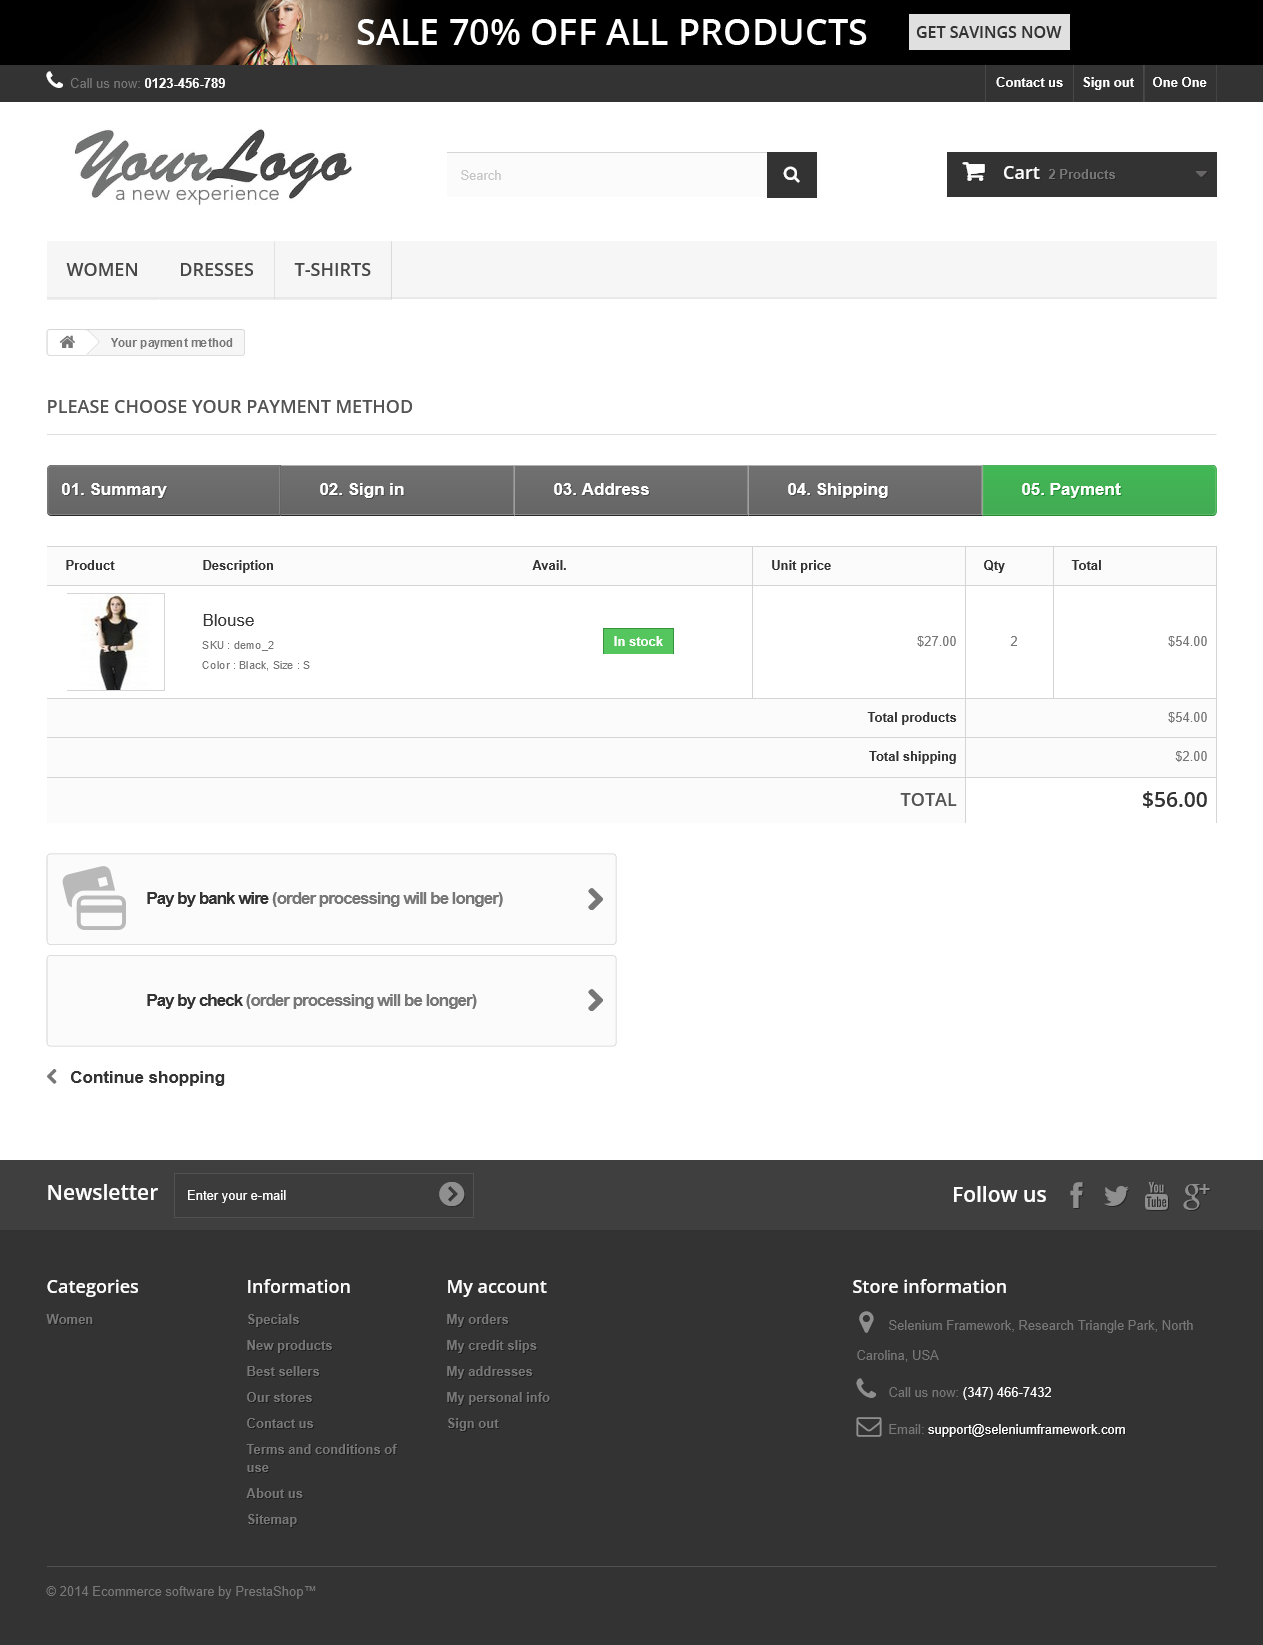 SALE 70% OFF ALL PRODUCTS GET SAVINGS NOW
Call us now: 0123-456-789 Contact us Sign out One One
YourLogo
a new experience
Search
Cart 2 Products
WOMEN DRESSES T-SHIRTS
Your payment method
PLEASE CHOOSE YOUR PAYMENT METHOD
01. Summary 02. Sign in 03. Address 04. Shipping 05. Payment
Product Description Avail. Unit price Qty Total
Blouse
SKU : demo_2
Color : Black, Size : S
In stock
$27.00 2 $54.00
Total products $54.00
Total shipping $2.00
TOTAL $56.00
Pay by bank wire (order processing will be longer)
Pay by check (order processing will be longer)
Continue shopping
Newsletter Enter your e-mail Follow us
You
Tube
Categories
Women
Information
Specials
New products
Best sellers
Our stores
Contact us
Terms and conditions of
use
About us
Sitemap
My account
My orders
My credit slips
My addresses
My personal info
Sign out
Store information
Selenium Framework, Research Triangle Park, North
Carolina, USA
Call us now: (347) 466-7432
Email: support@seleniumframework.com
© 2014 Ecommerce software by PrestaShop™